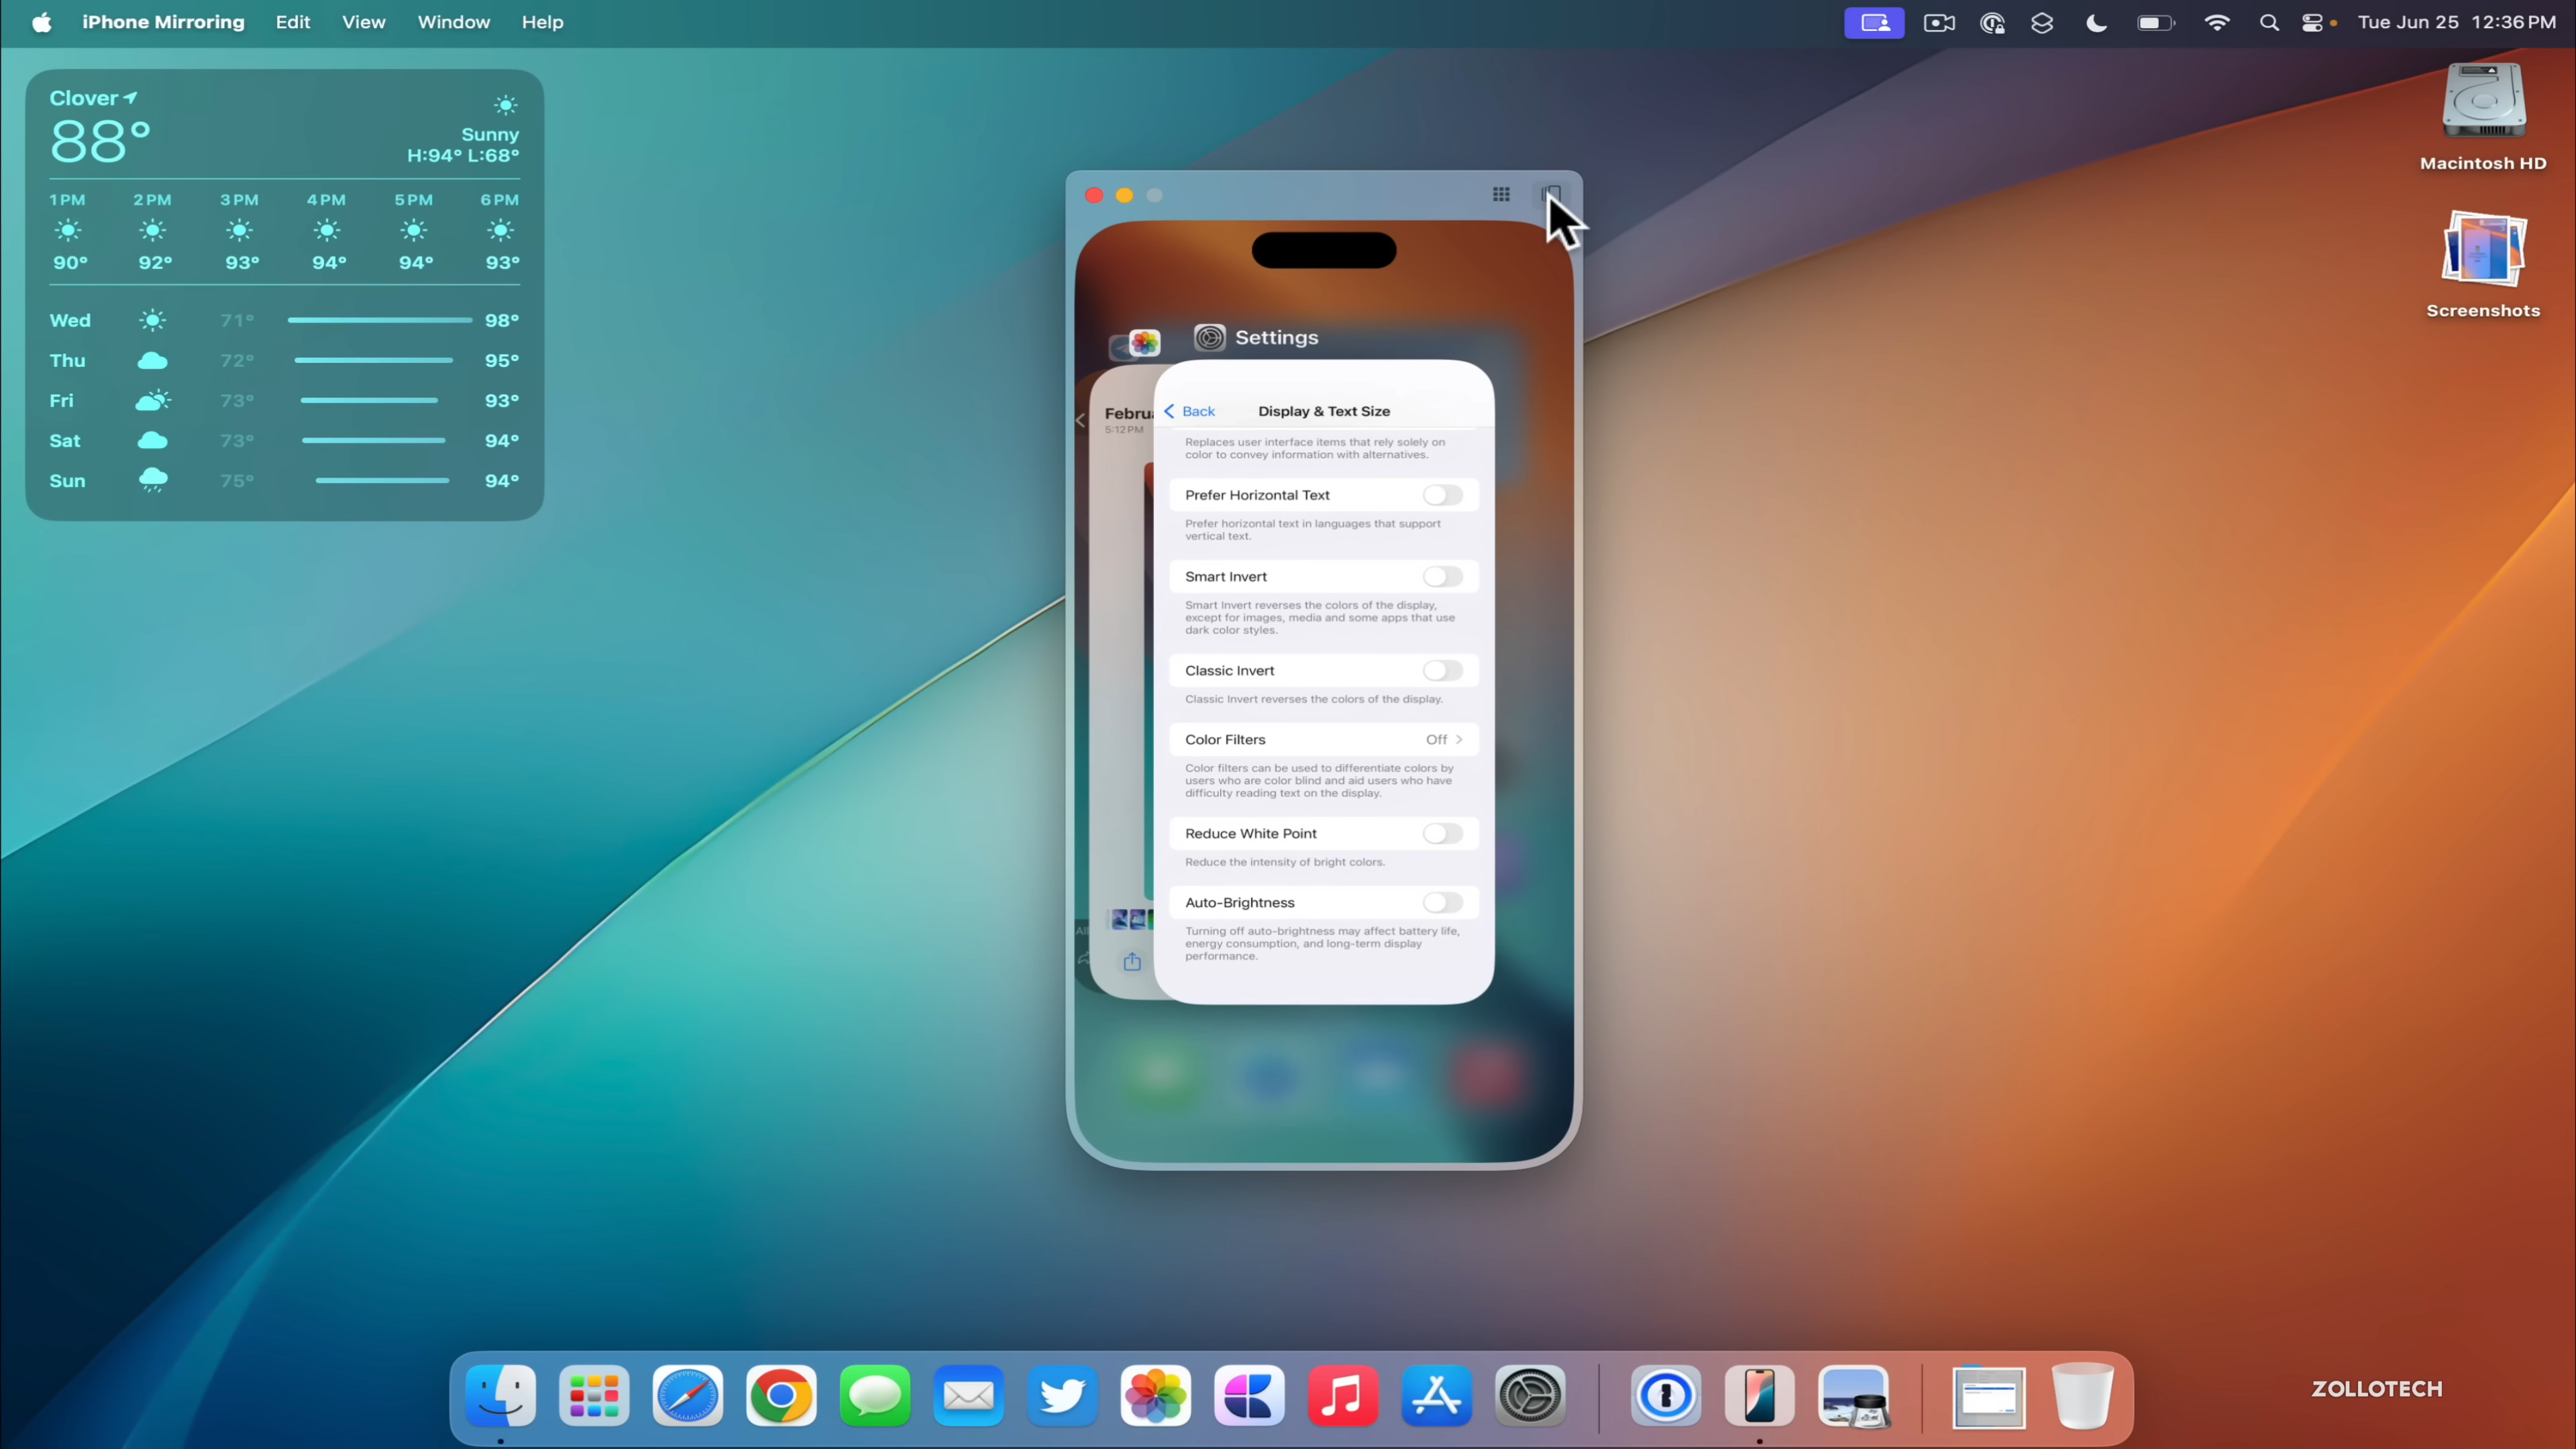 iPhone Mirroring Edit View Window Help
Tue Jun 25 12:36 PM
Clover
88°
Sunny
H:94° L:68°
1 PM 2 PM 3 PM 4 PM 5 PM 6 PM
90° 92° 93° 94° 94° 93°
Wed 71° 98°
Thu 72° 95°
Fri 73° 93°
Sat 73° 94°
Sun 75° 94°
Macintosh HD
Screenshots
Settings
Februa
5:12 PM
Back Display & Text Size
Replaces user interface items that rely solely on
color to convey information with alternatives.
Prefer Horizontal Text
Prefer horizontal text in languages that support
vertical text.
Smart Invert
Smart Invert reverses the colors of the display,
except for images, media and some apps that use
dark color styles.
Classic Invert
Classic Invert reverses the colors of the display.
Color Filters Off
Color filters can be used to differentiate colors by
users who are color blind and aid users who have
difficulty reading text on the display.
Reduce White Point
Reduce the intensity of bright colors.
Auto-Brightness
Turning off auto-brightness may affect battery life,
energy consumption, and long-term display
performance.
All
ZOLLOTECH